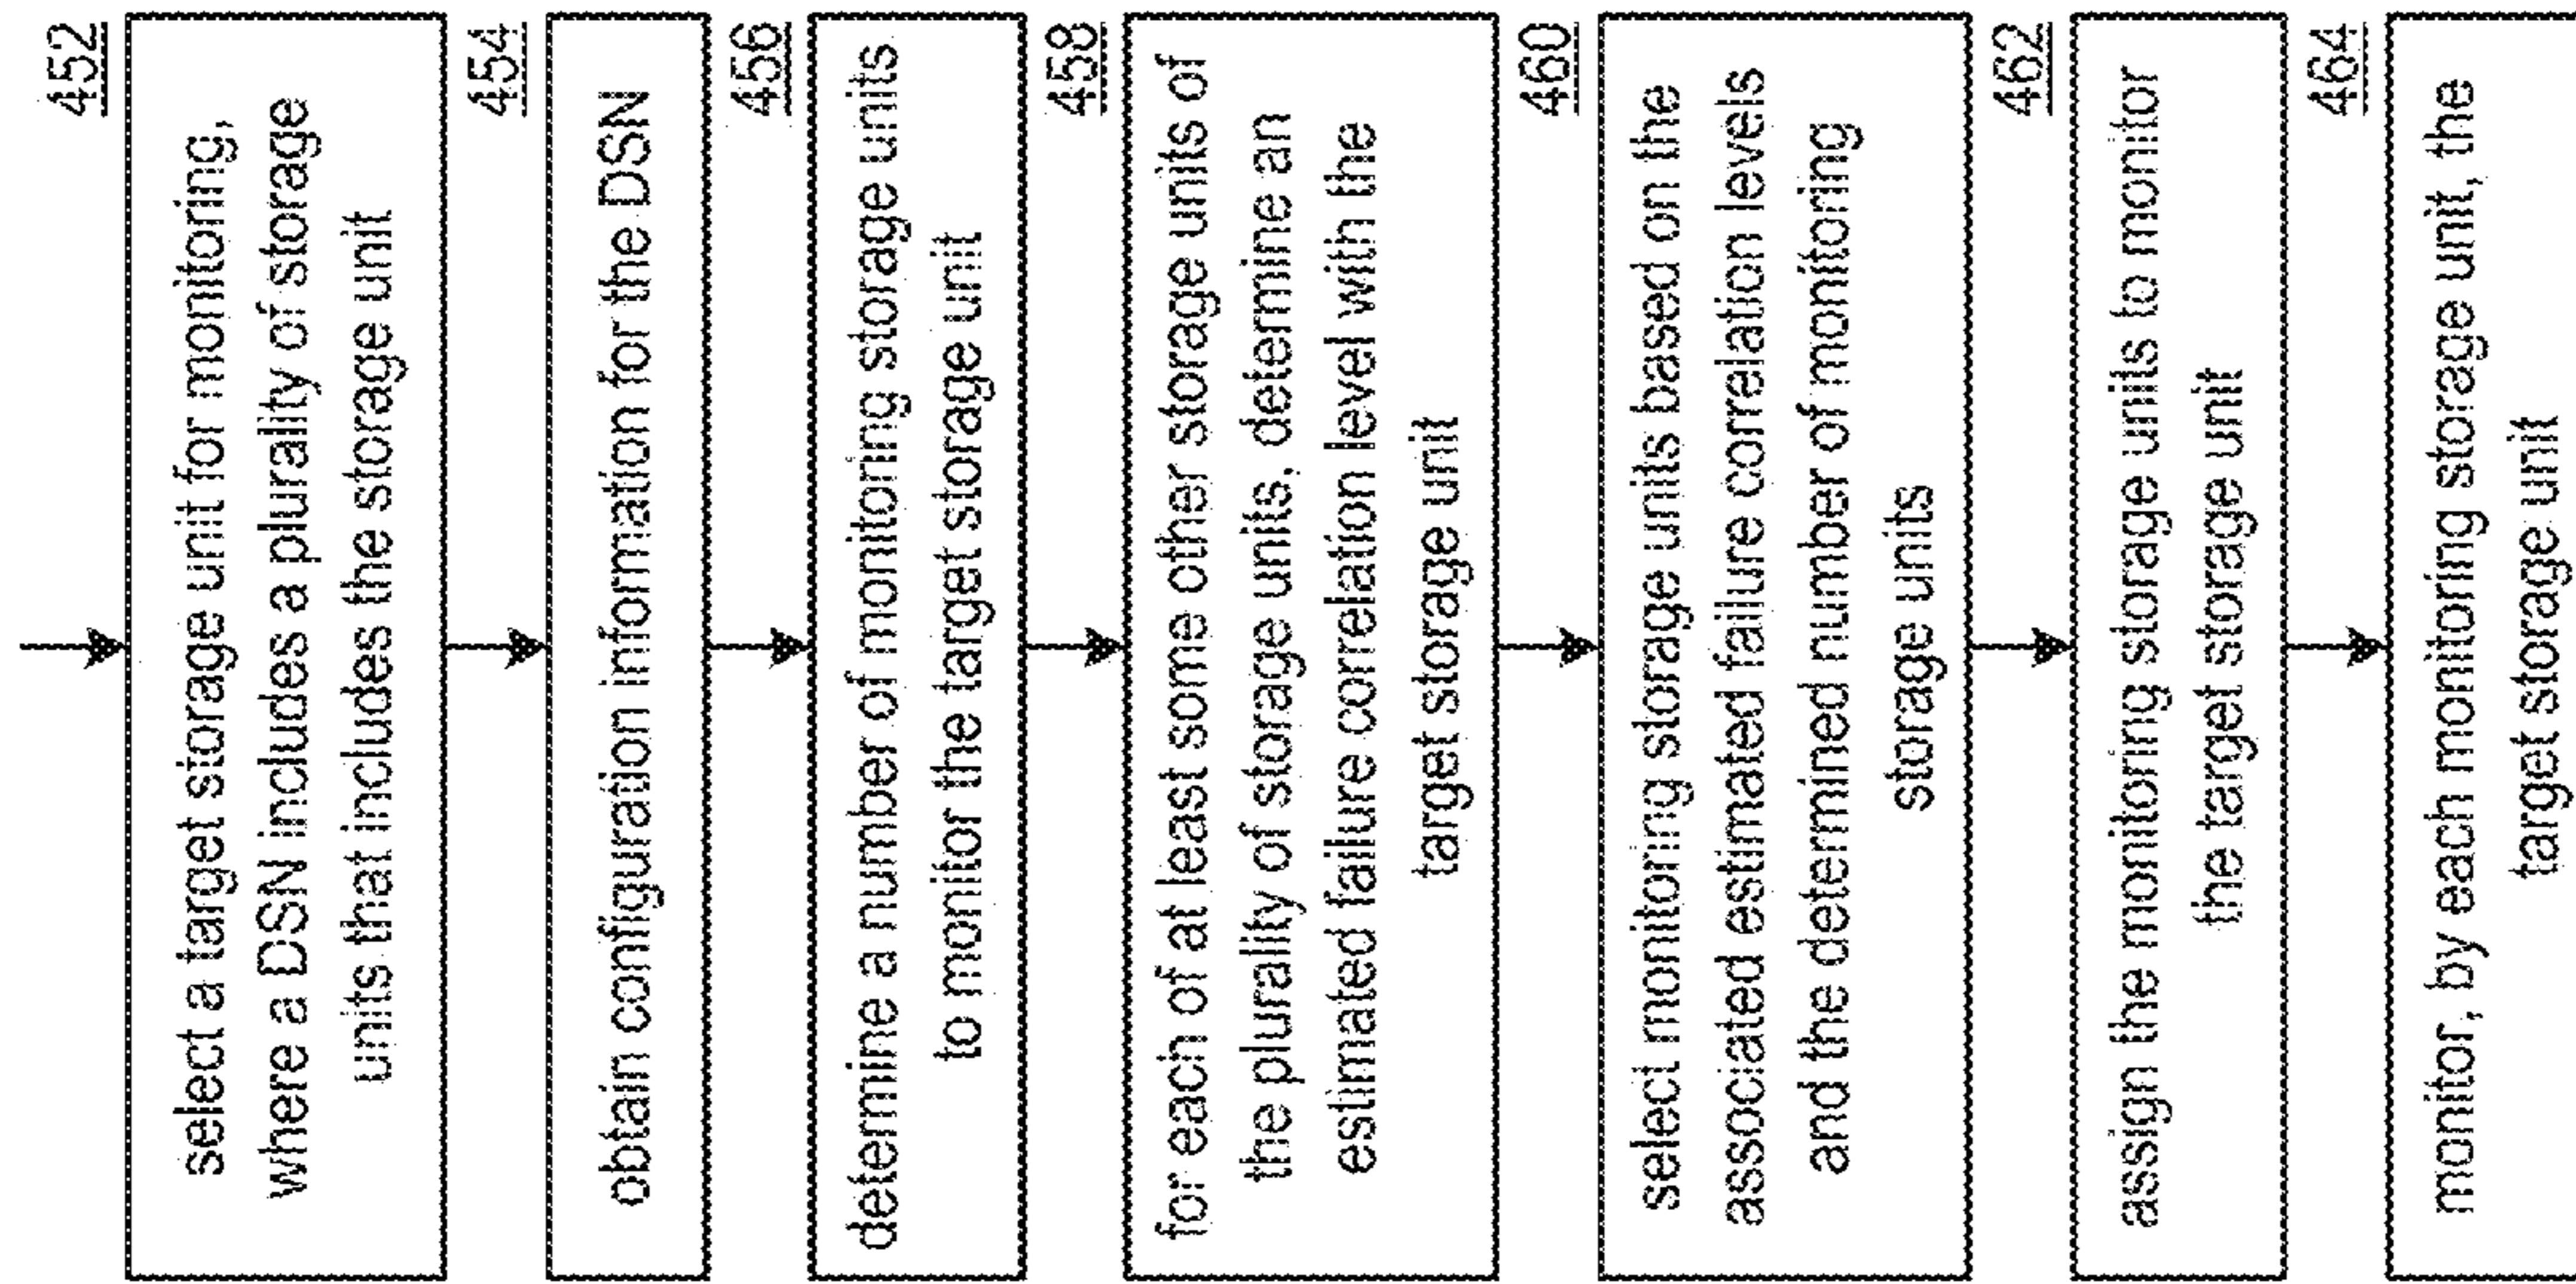 452
select a target storage unit for monitoring,
where a DSN includes a plurality of storage
units that includes the storage unit
454
obtain configuration information for the DSN
456
determine a number of monitoring storage units
to monitor the target storage unit
458
for each of at least some other storage units of
the plurality of storage units, determine an
estimated failure correlation level with the
target storage unit
460
select monitoring storage units based on the
associated estimated failure correlation levels
and the determined number of monitoring
storage units
462
assign the monitoring storage units to monitor
the target storage unit
464
monitor, by each monitoring storage unit, the
target storage unit